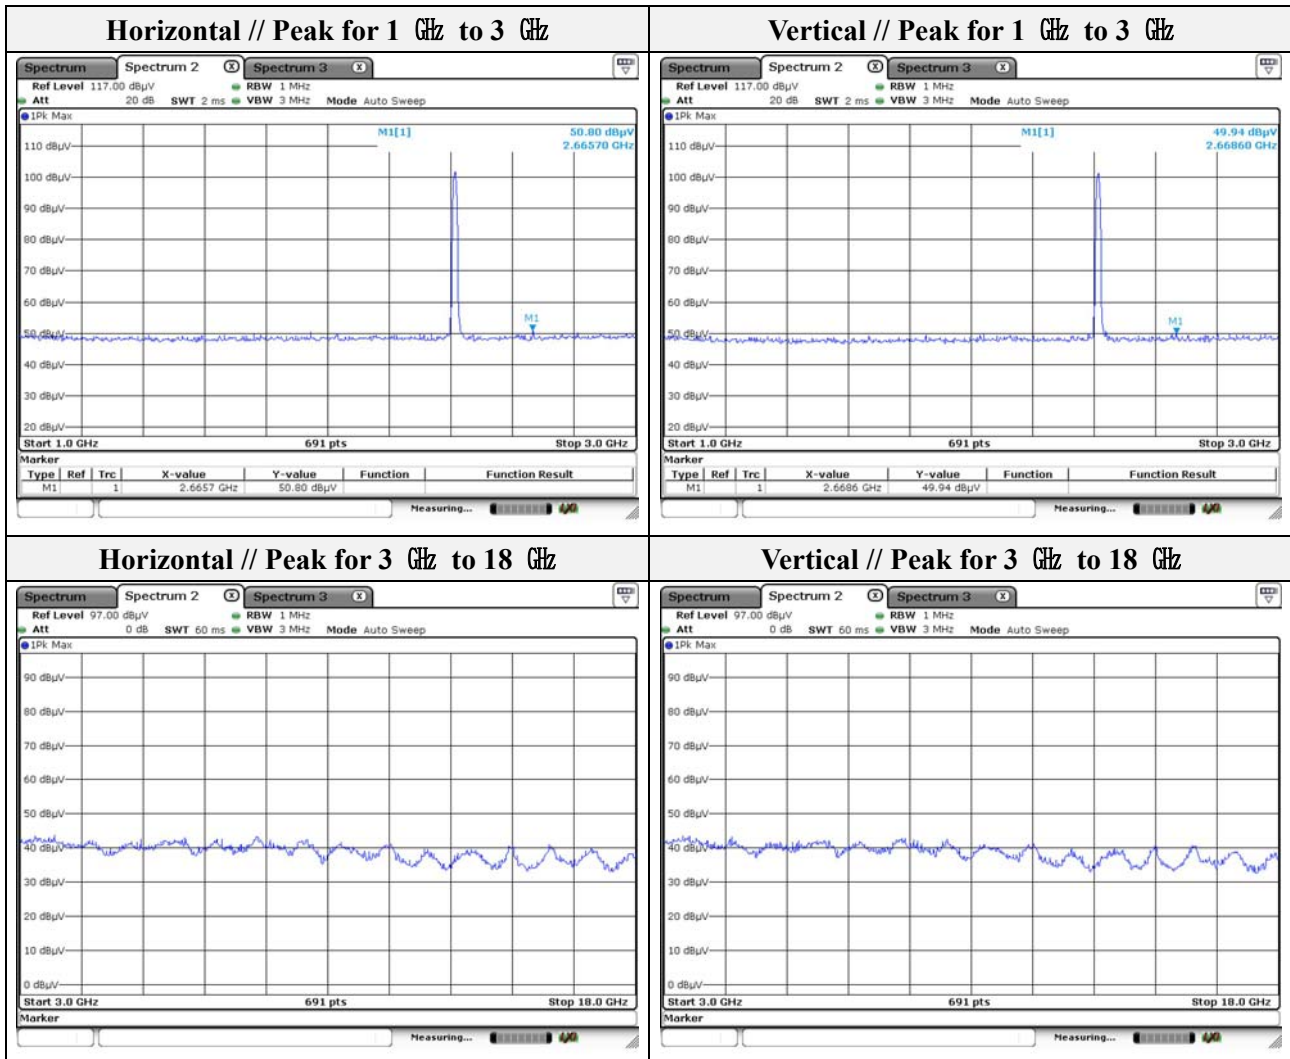 Horizontal // Peak for 1 ㎓ to 3 ㎓
Spectrum Spectrum 2 Spectrum 3
Ref Level 117.00 dBµV RBW 1 MHz
Att 20 dB SWT 2 ms VBW 3 MHz Mode Auto Sweep
1Pk Max
M1[1] 50.80 dBµV
2.66570 GHz
110 dBµV
100 dBµV
90 dBµV
80 dBµV
70 dBµV
60 dBµV
M1
50 dBµV
40 dBµV
30 dBµV
20 dBµV
Start 1.0 GHz 691 pts Stop 3.0 GHz
Marker
Type Ref Trc X-value Y-value Function Function Result
M1 1 2.6657 GHz 50.80 dBµV
Measuring...
Vertical // Peak for 1 ㎓ to 3 ㎓
Spectrum Spectrum 2 Spectrum 3
Ref Level 117.00 dBµV RBW 1 MHz
Att 20 dB SWT 2 ms VBW 3 MHz Mode Auto Sweep
1Pk Max
M1[1] 49.94 dBµV
2.66860 GHz
110 dBµV
100 dBµV
90 dBµV
80 dBµV
70 dBµV
60 dBµV
M1
50 dBµV
40 dBµV
30 dBµV
20 dBµV
Start 1.0 GHz 691 pts Stop 3.0 GHz
Marker
Type Ref Trc X-value Y-value Function Function Result
M1 1 2.6686 GHz 49.94 dBµV
Measuring...
Horizontal // Peak for 3 ㎓ to 18 ㎓
Spectrum Spectrum 2 Spectrum 3
Ref Level 97.00 dBµV RBW 1 MHz
Att 0 dB SWT 60 ms VBW 3 MHz Mode Auto Sweep
1Pk Max
90 dBµV
80 dBµV
70 dBµV
60 dBµV
50 dBµV
40 dBµV
30 dBµV
20 dBµV
10 dBµV
0 dBµV
Start 3.0 GHz 691 pts Stop 18.0 GHz
Marker
Measuring...
Vertical // Peak for 3 ㎓ to 18 ㎓
Spectrum Spectrum 2 Spectrum 3
Ref Level 97.00 dBµV RBW 1 MHz
Att 0 dB SWT 60 ms VBW 3 MHz Mode Auto Sweep
1Pk Max
90 dBµV
80 dBµV
70 dBµV
60 dBµV
50 dBµV
40 dBµV
30 dBµV
20 dBµV
10 dBµV
0 dBµV
Start 3.0 GHz 691 pts Stop 18.0 GHz
Marker
Measuring...